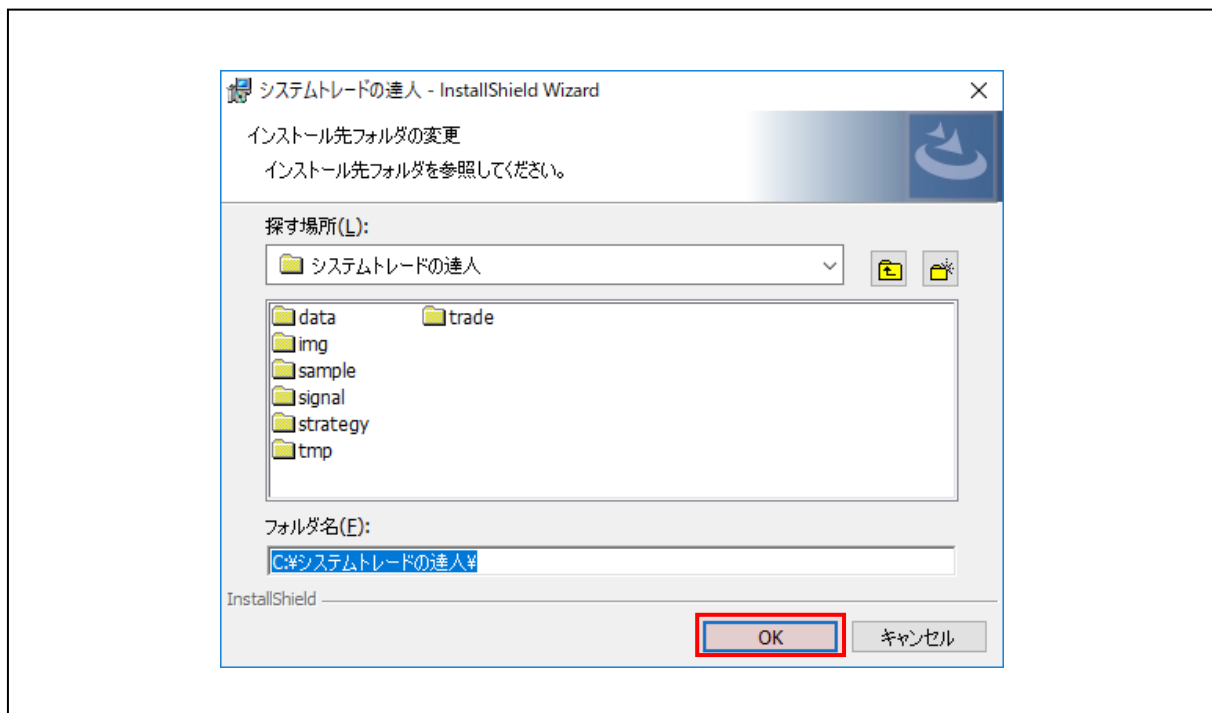 システムトレードの達人 - InstallShield Wizard
インストール先フォルダの変更
インストール先フォルダを参照してください。
探す場所(L):
システムトレードの達人
data trade
img
sample
signal
strategy
tmp
フォルダ名(F):
C:¥システムトレードの達人¥
InstallShield
OK キャンセル